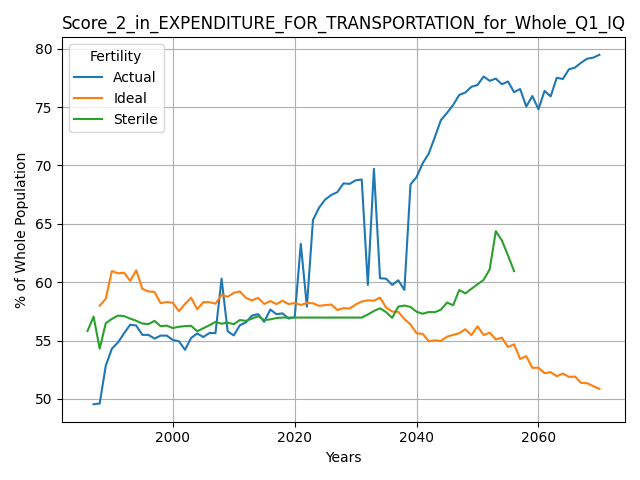 Score_2_in_EXPENDITURE_FOR_TRANSPORTATION_for_Whole_Q1_IQ
Fertility
Actual
Ideal
Sterile
% of Whole Population
80
75
70
65
60
55
50
2000
2020
2040
2060
Years